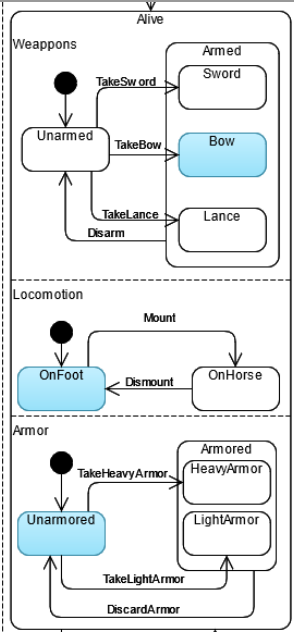 Alive
Weappons
Armed
Sword
TakeSword
Unarmed
TakeBow
Bow
TakeLance
Lance
Disarm
Locomotion
Mount
OnFoot
Dismount
OnHorse
Armor
Armored
TakeHeavyArmor
HeavyArmor
Unarmored
LightArmor
TakeLightArmor
DiscardArmor